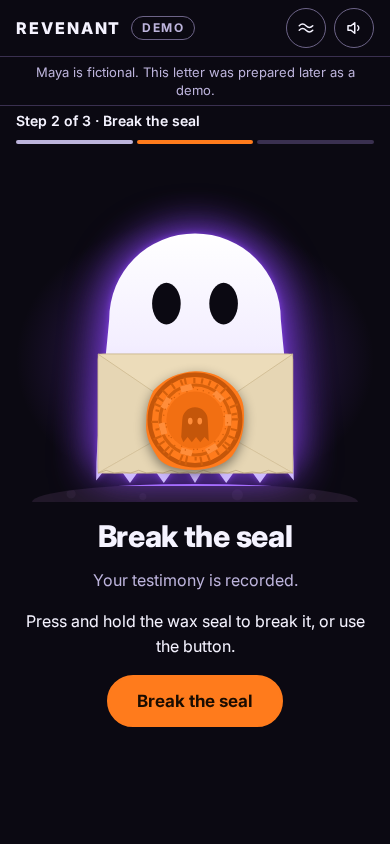 REVENANT
DEMO
Maya is fictional. This letter was prepared later as a
demo.
Step 2 of 3 · Break the seal
Break the seal
Your testimony is recorded.
Press and hold the wax seal to break it, or use
the button.
Break the seal